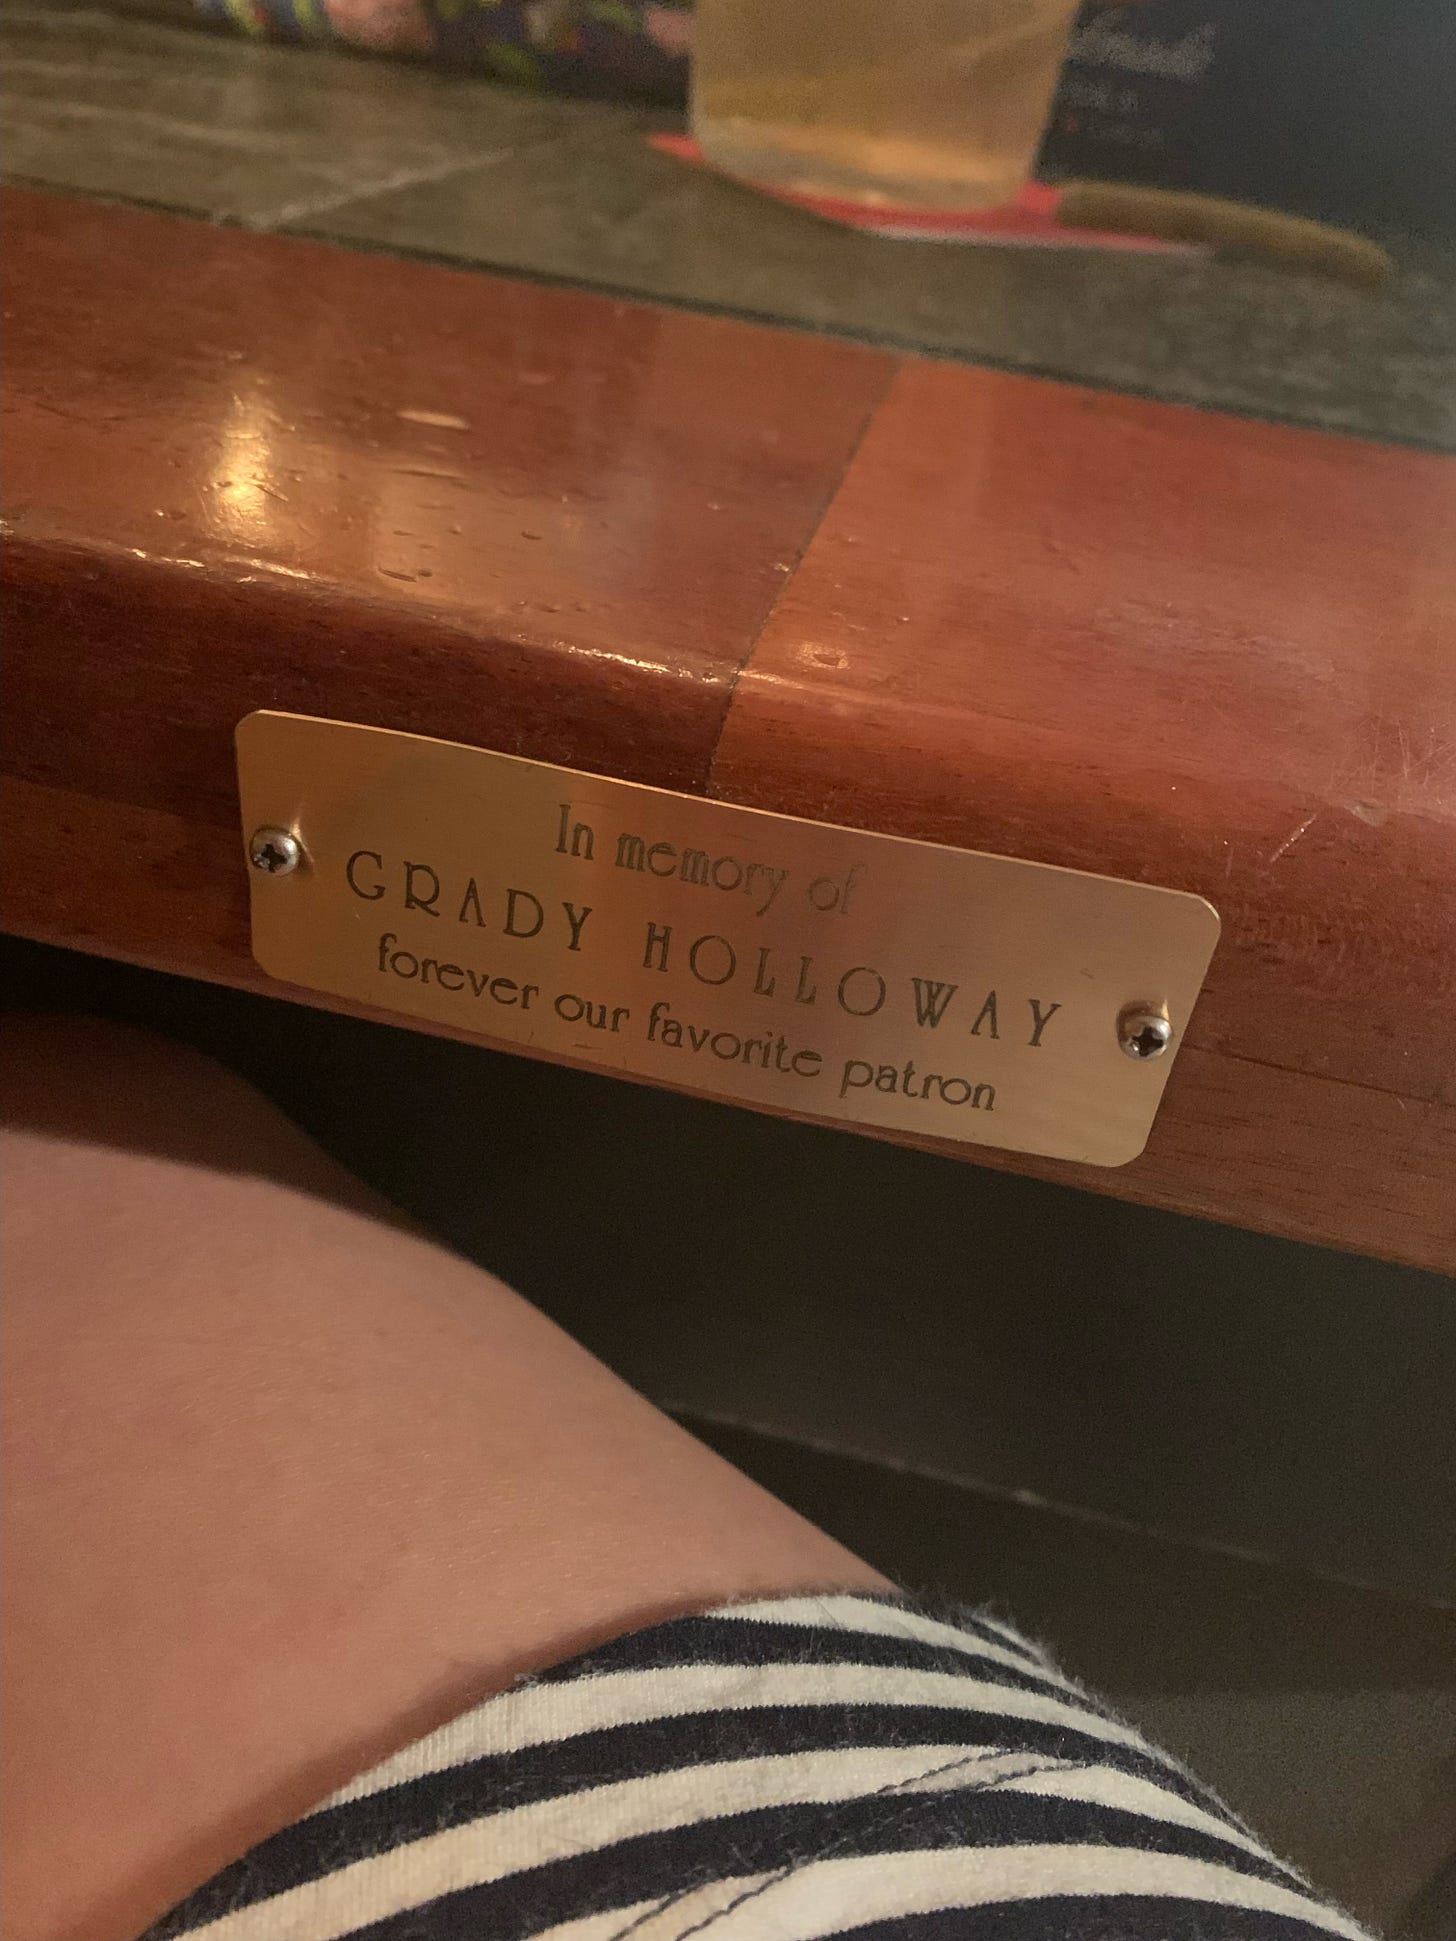 In memory of
GRADY HOLLOWAY
forever our favorite patron